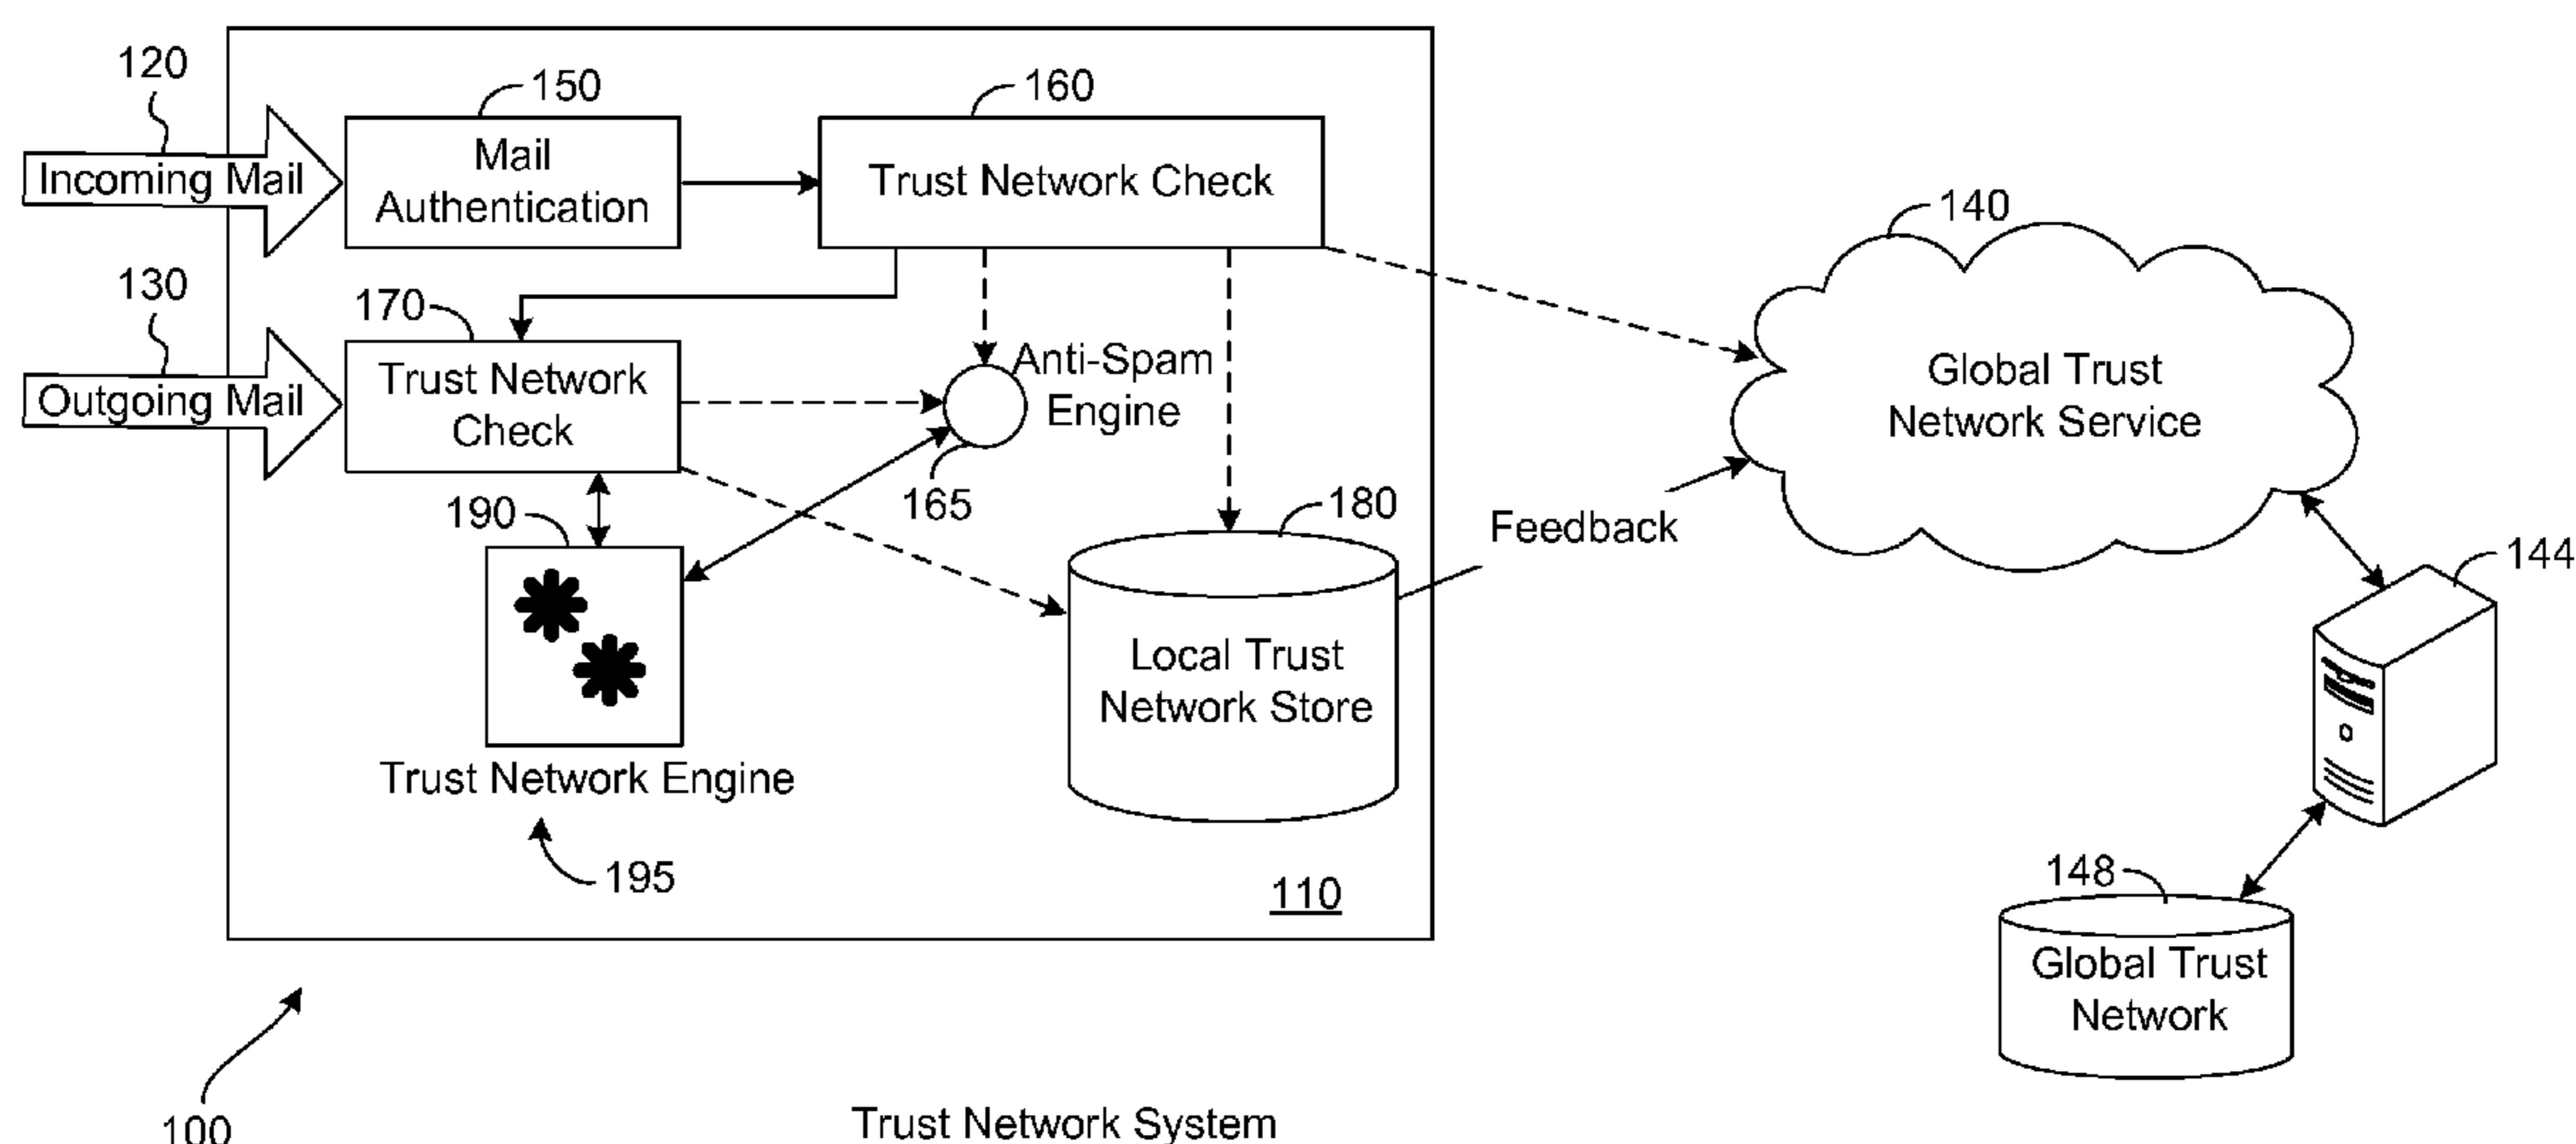 120
150
160
Incoming Mail
Mail
Authentication
Trust Network Check
140
130
170
Outgoing Mail
Trust Network
Check
Anti-Spam
Engine
165
Global Trust
Network Service
190
180
Feedback
144
Local Trust
Network Store
Trust Network Engine
195
110
148
Global Trust
Network
100
Trust Network System